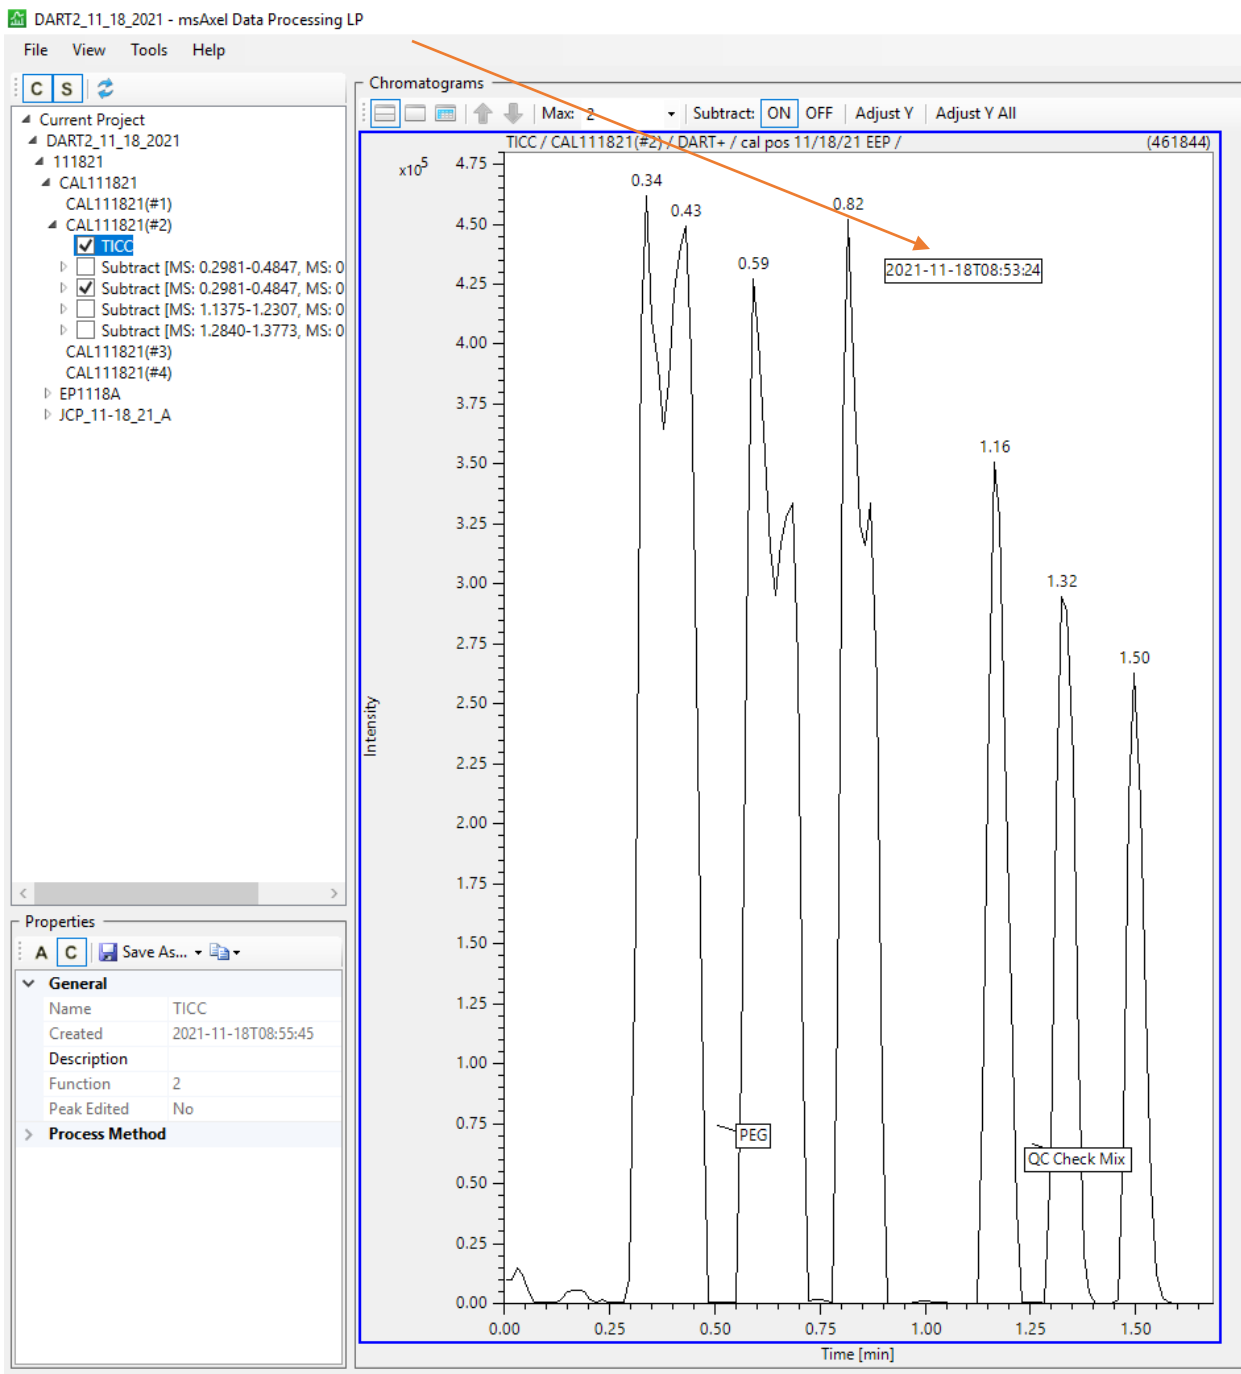 DART2_11_18_2021 - msAxel Data Processing LP
File View Tools Help
C S
Current Project
DART2_11_18_2021
111821
CAL111821
CAL111821(#1)
CAL111821(#2)
TICC
Subtract [MS: 0.2981-0.4847, MS: 0
Subtract [MS: 0.2981-0.4847, MS: 0
Subtract [MS: 1.1375-1.2307, MS: 0
Subtract [MS: 1.2840-1.3773, MS: 0
CAL111821(#3)
CAL111821(#4)
EP1118A
JCP_11-18_21_A
Properties
A C Save As...
General
Name TICC
Created 2021-11-18T08:55:45
Description
Function 2
Peak Edited No
Process Method
Chromatograms
Max: 2 Subtract: ON OFF Adjust Y Adjust Y All
TICC / CAL111821(#2) / DART+ / cal pos 11/18/21 EEP / (461844)
x10^5
4.75
4.50
4.25
4.00
3.75
3.50
3.25
3.00
2.75
2.50
2.25
2.00
1.75
1.50
1.25
1.00
0.75
0.50
0.25
0.00
Intensity
0.34
0.43
0.59
0.82
2021-11-18T08:53:24
1.16
1.32
1.50
PEG
QC Check Mix
0.00 0.25 0.50 0.75 1.00 1.25 1.50
Time [min]